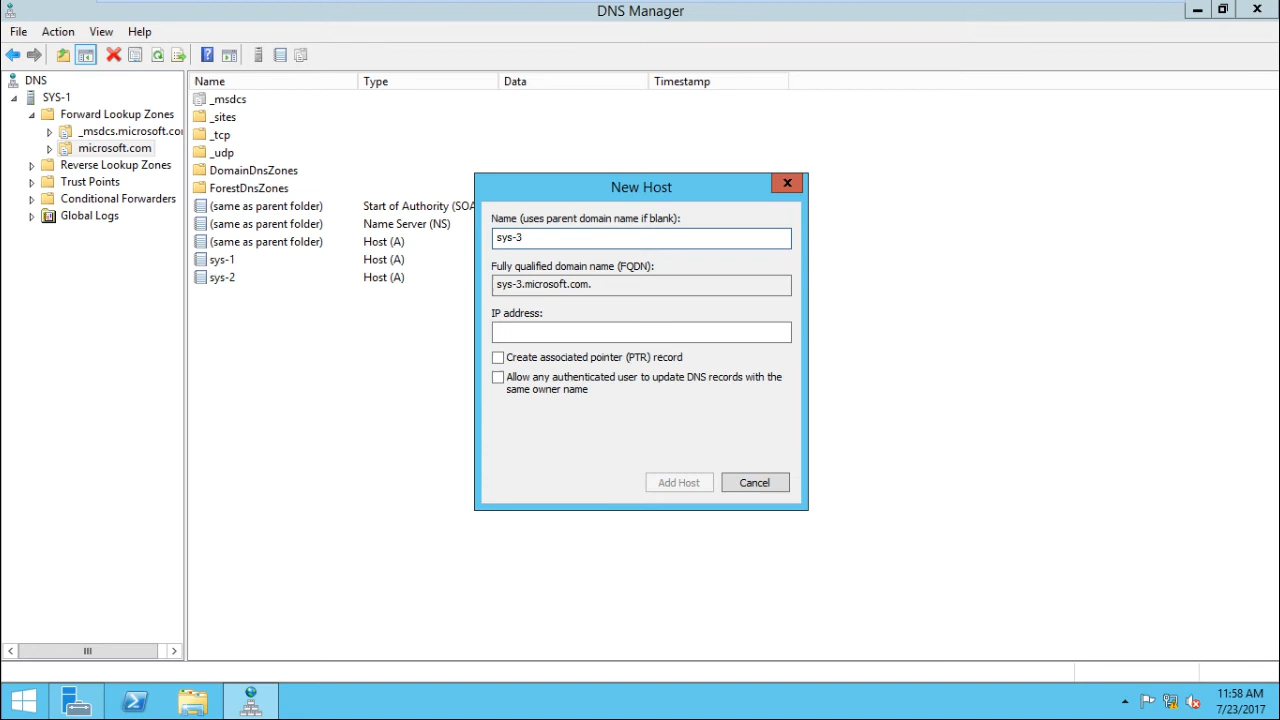 DNS Manager
File Action View Help
DNS
SYS-1
Forward Lookup Zones
_msdcs.microsoft.co
microsoft.com
Reverse Lookup Zones
Trust Points
Conditional Forwarders
Global Logs
Name Type Data Timestamp
_msdcs
_sites
_tcp
_udp
DomainDnsZones
ForestDnsZones
(same as parent folder) Start of Authority (SOA
(same as parent folder) Name Server (NS)
(same as parent folder) Host (A)
sys-1 Host (A)
sys-2 Host (A)
New Host
Name (uses parent domain name if blank):
sys-3
Fully qualified domain name (FQDN):
sys-3.microsoft.com.
IP address:
Create associated pointer (PTR) record
Allow any authenticated user to update DNS records with the
same owner name
Add Host Cancel
11:58 AM
7/23/2017